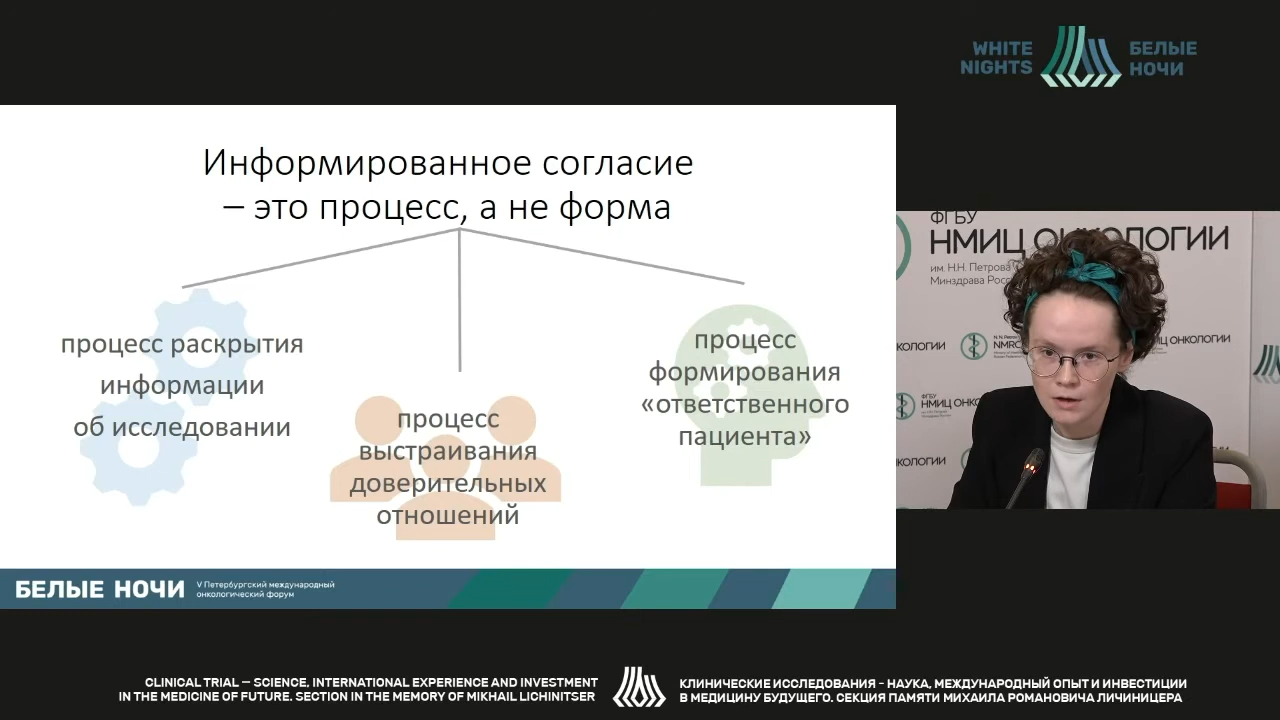 WHITE
NIGHTS
БЕЛЫЕ
НОЧИ
Информированное согласие
– это процесс, а не форма
процесс раскрытия
информации
об исследовании
процесс
выстраивания
доверительных
отношений
процесс
формирования
«ответственного
пациента»
БЕЛЫЕ НОЧИ
V Петербургский международный
онкологический форум
ФГБУ
НМИЦ ОНКОЛОГИИ
им. Н.Н. Петрова
Минздрава
КОЛОГИИ
ОНКОЛОГИИ
НМИЦ
КОЛОГИИ
CLINICAL TRIAL – SCIENCE, INTERNATIONAL EXPERIENCE AND INVESTMENT
IN THE MEDICINE OF FUTURE. SECTION IN THE MEMORY OF MIKHAIL LICHINITSER
КЛИНИЧЕСКИЕ ИССЛЕДОВАНИЯ - НАУКА, МЕЖДУНАРОДНЫЙ ОПЫТ И ИНВЕСТИЦИИ
В МЕДИЦИНУ БУДУЩЕГО. СЕКЦИЯ ПАМЯТИ МИХАИЛА РОМАНОВИЧА ЛИЧИНИЦЕРА